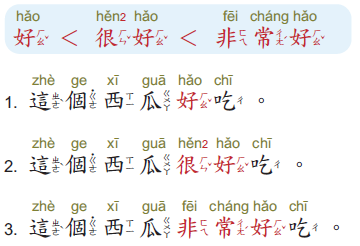 hǎo hěn2 hǎo fēi cháng hǎo
好ㄏㄠˇ < 很ㄏㄣˇ好ㄏㄠˇ < 非ㄈㄟ常ㄔㄤˊ好ㄏㄠˇ
zhè ge xī guā hǎo chī
1. 這ㄓㄜˋ個˙ㄍㄜ西ㄒㄧ瓜ㄍㄨㄚ好ㄏㄠˇ吃ㄔ。
zhè ge xī guā hěn2 hǎo chī
2. 這ㄓㄜˋ個˙ㄍㄜ西ㄒㄧ瓜ㄍㄨㄚ很ㄏㄣˇ好ㄏㄠˇ吃ㄔ。
zhè ge xī guā fēi cháng hǎo chī
3. 這ㄓㄜˋ個˙ㄍㄜ西ㄒㄧ瓜ㄍㄨㄚ非ㄈㄟ常ㄔㄤˊ好ㄏㄠˇ吃ㄔ。